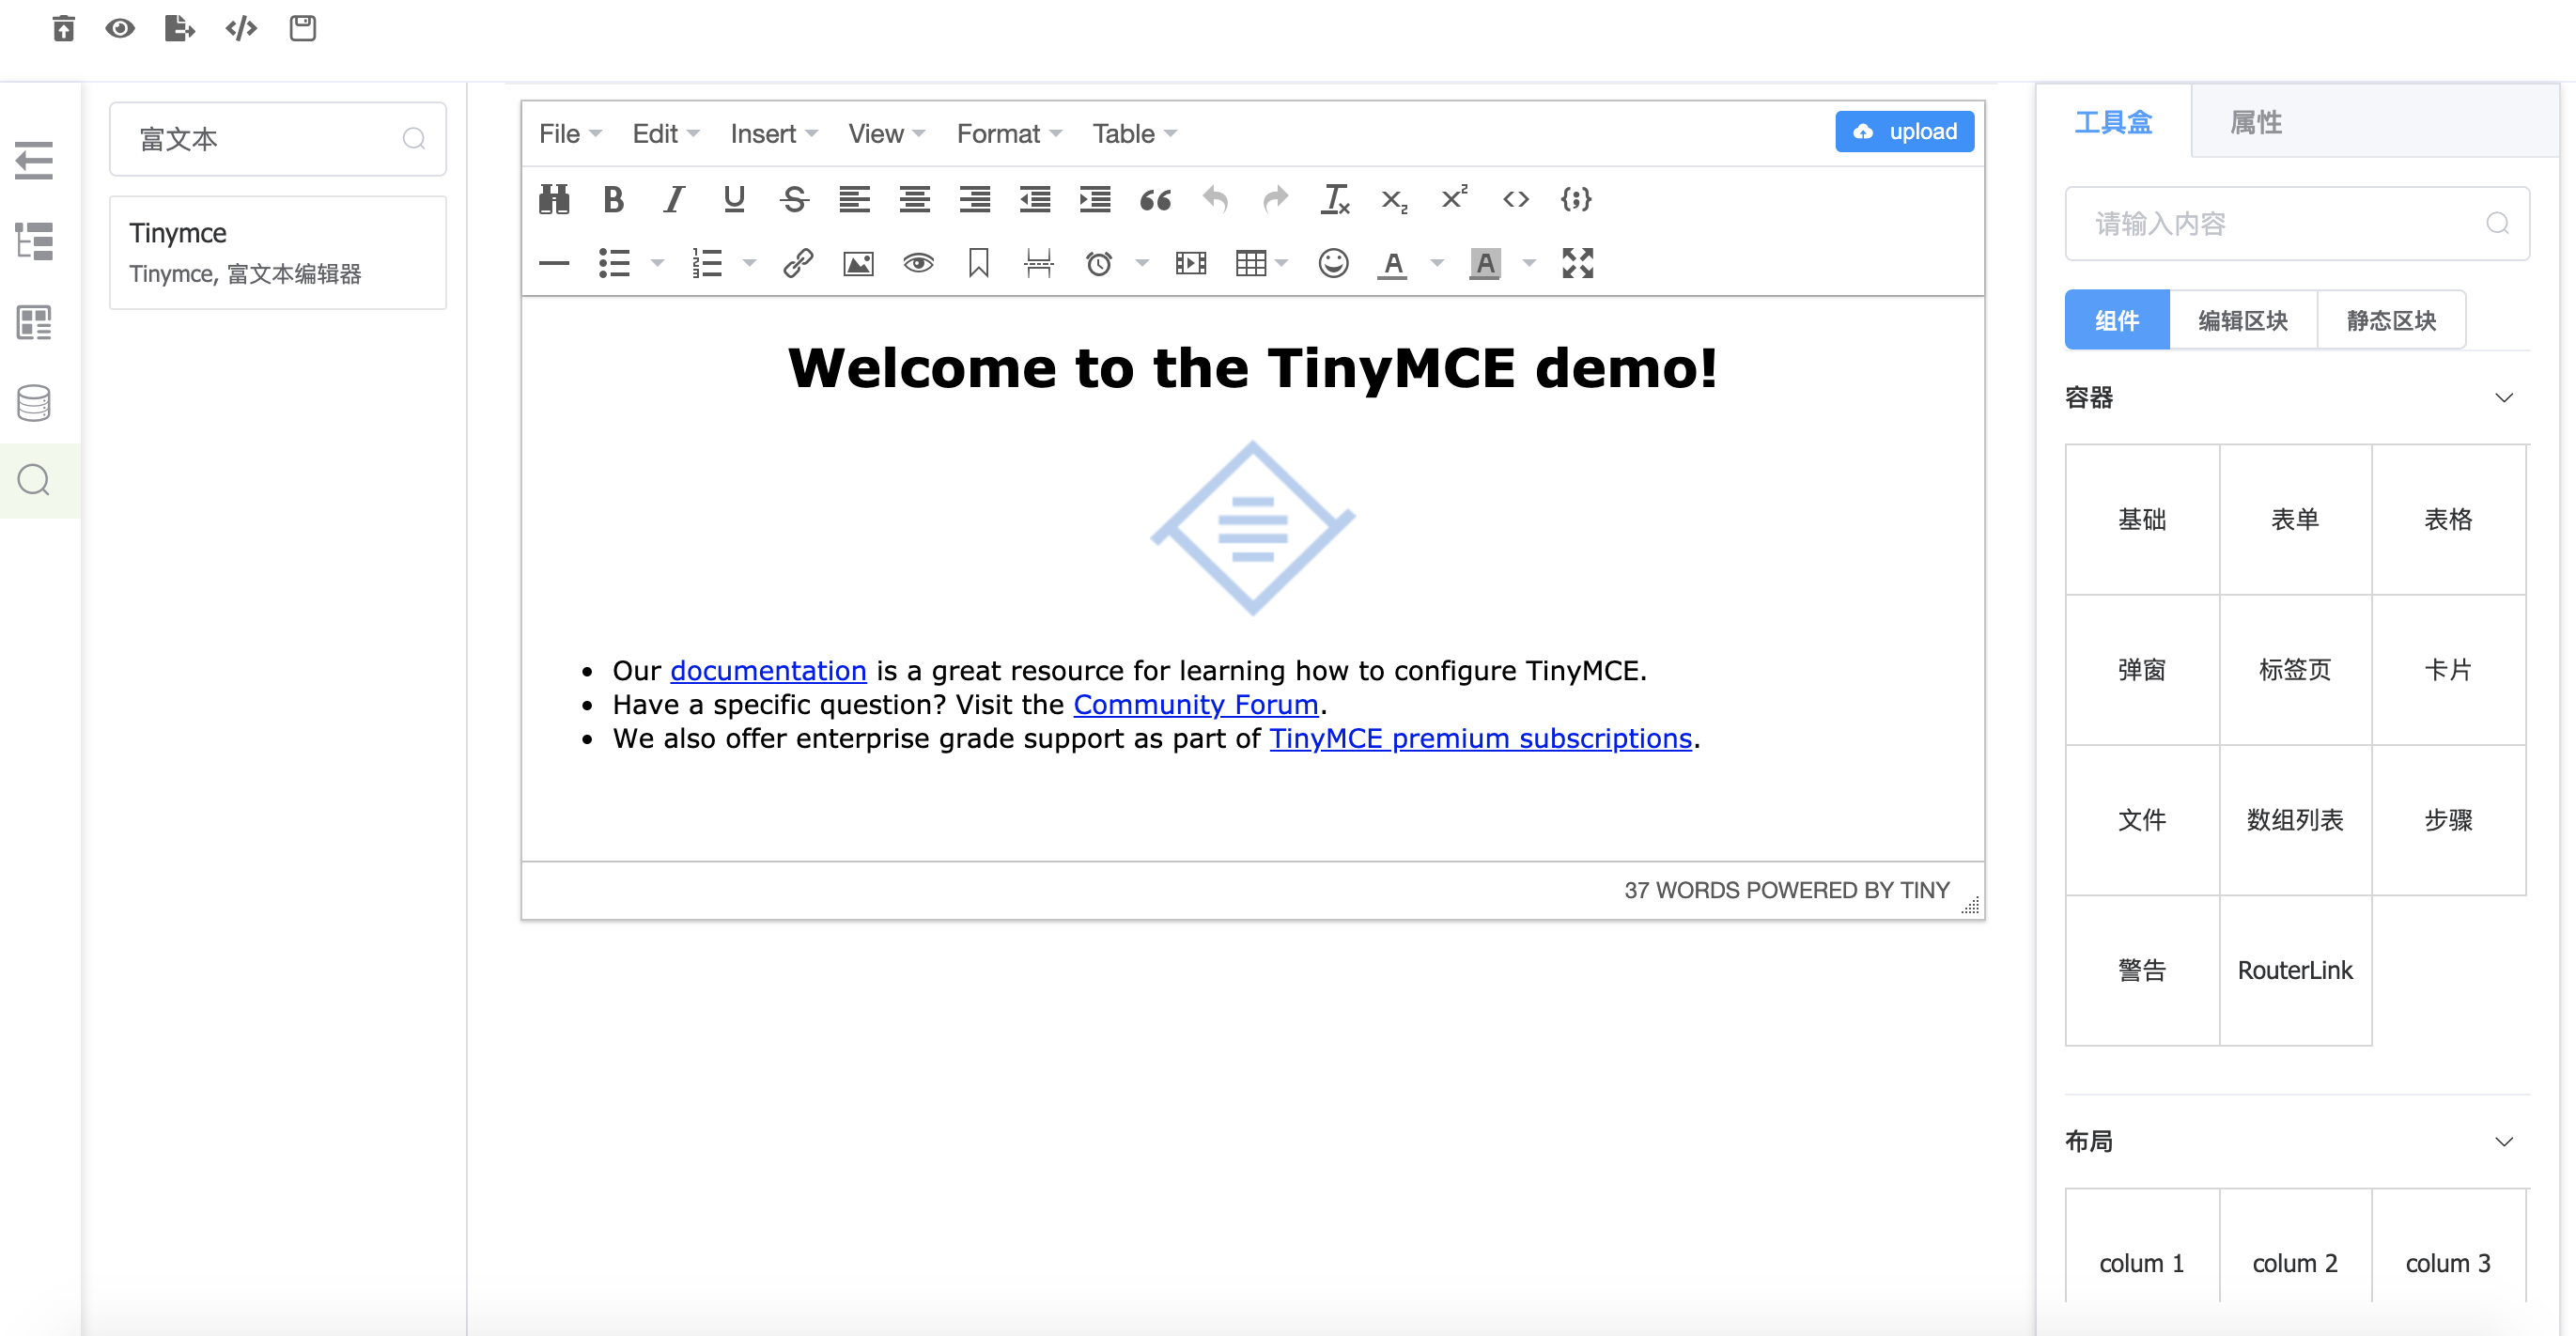 富文本
Tinymce
Tinymce, 富文本编辑器
File Edit Insert View Format Table
upload
Welcome to the TinyMCE demo!
Our documentation is a great resource for learning how to configure TinyMCE.
Have a specific question? Visit the Community Forum.
We also offer enterprise grade support as part of TinyMCE premium subscriptions.
37 WORDS POWERED BY TINY
工具盒 属性
请输入内容
组件 编辑区块 静态区块
容器
基础 表单 表格
弹窗 标签页 卡片
文件 数组列表 步骤
警告 RouterLink
布局
colum 1 colum 2 colum 3